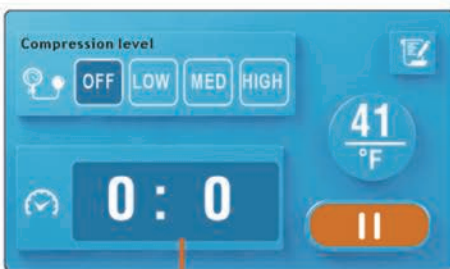 Compression level
OFF LOW MED HIGH
41
°F
0 : 0